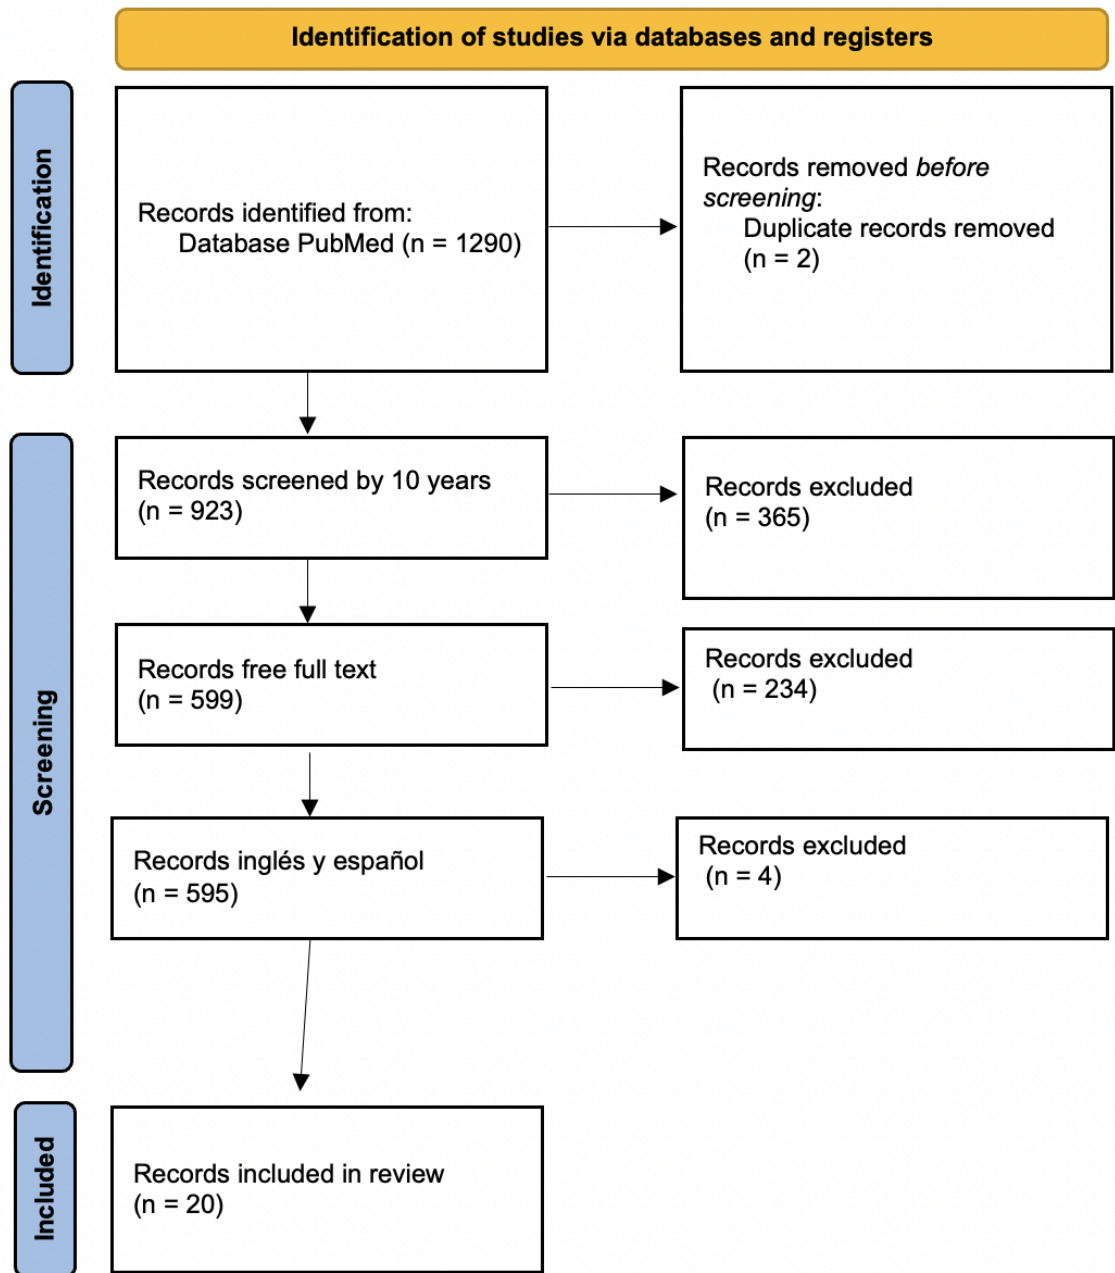 Identification of studies via databases and registers
Identification
Records identified from:
Database PubMed (n = 1290)
Records removed before
screening:
Duplicate records removed
(n = 2)
Screening
Records screened by 10 years
(n = 923)
Records excluded
(n = 365)
Records free full text
(n = 599)
Records excluded
(n = 234)
Records inglés y español
(n = 595)
Records excluded
(n = 4)
Included
Records included in review
(n = 20)